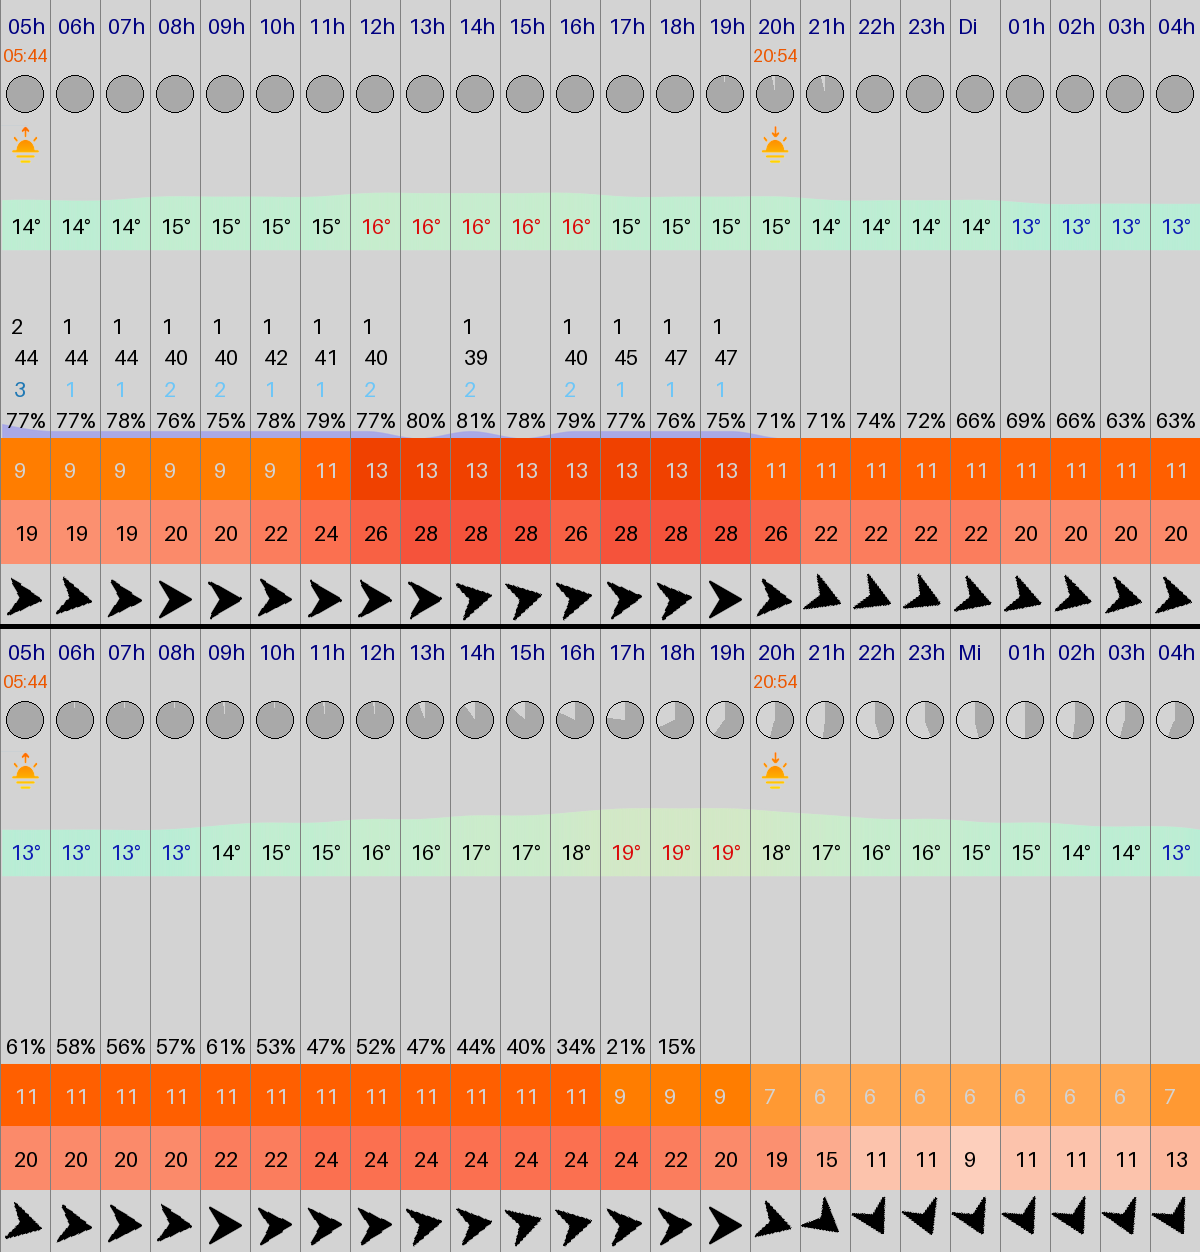 05h 06h 07h 08h 09h 10h 11h 12h 13h 14h 15h 16h 17h 18h 19h 20h 21h 22h 23h Di 01h 02h 03h 04h
05:44 20:54
14° 14° 14° 15° 15° 15° 15° 16° 16° 16° 16° 16° 15° 15° 15° 15° 14° 14° 14° 14° 13° 13° 13° 13°
2 1 1 1 1 1 1 1 1 1 1 1 1
44 44 44 40 40 42 41 40 39 40 45 47 47
3 1 1 2 2 1 1 2 2 2 1 1 1
77% 77% 78% 76% 75% 78% 79% 77% 80% 81% 78% 79% 77% 76% 75% 71% 71% 74% 72% 66% 69% 66% 63% 63%
9 9 9 9 9 9 11 13 13 13 13 13 13 13 13 11 11 11 11 11 11 11 11 11
19 19 19 20 20 22 24 26 28 28 28 26 28 28 28 26 22 22 22 22 20 20 20 20
05h 06h 07h 08h 09h 10h 11h 12h 13h 14h 15h 16h 17h 18h 19h 20h 21h 22h 23h Mi 01h 02h 03h 04h
05:44 20:54
13° 13° 13° 13° 14° 15° 15° 16° 16° 17° 17° 18° 19° 19° 19° 18° 17° 16° 16° 15° 15° 14° 14° 13°
61% 58% 56% 57% 61% 53% 47% 52% 47% 44% 40% 34% 21% 15%
11 11 11 11 11 11 11 11 11 11 11 11 9 9 9 7 6 6 6 6 6 6 6 7
20 20 20 20 22 22 24 24 24 24 24 24 24 22 20 19 15 11 11 9 11 11 11 13